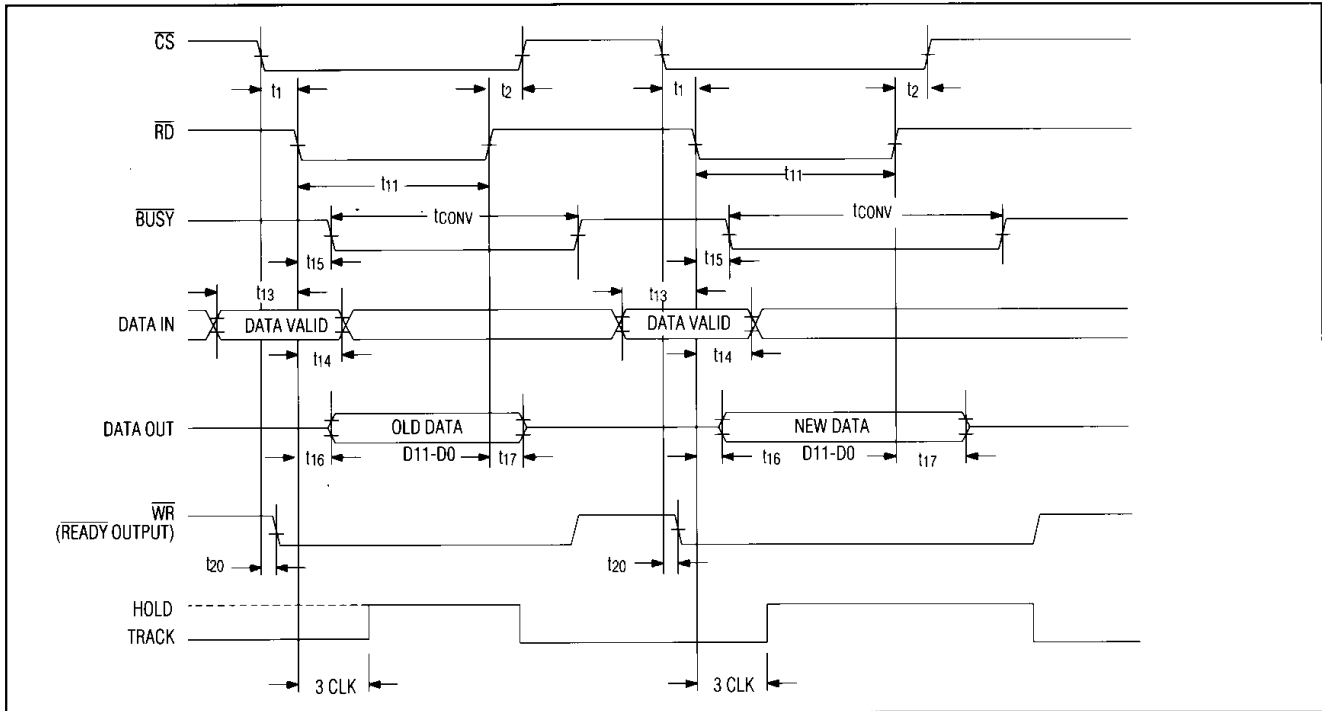 CS
t1 t2 t1 t2
RD
t11 t11
BUSY tCONV tCONV
t15 t15
t13 t13
DATA IN DATA VALID DATA VALID
t14 t14
DATA OUT OLD DATA NEW DATA
t16 D11-D0 t17 t16 D11-D0 t17
WR
(READY OUTPUT)
t20 t20
HOLD
TRACK
3 CLK 3 CLK